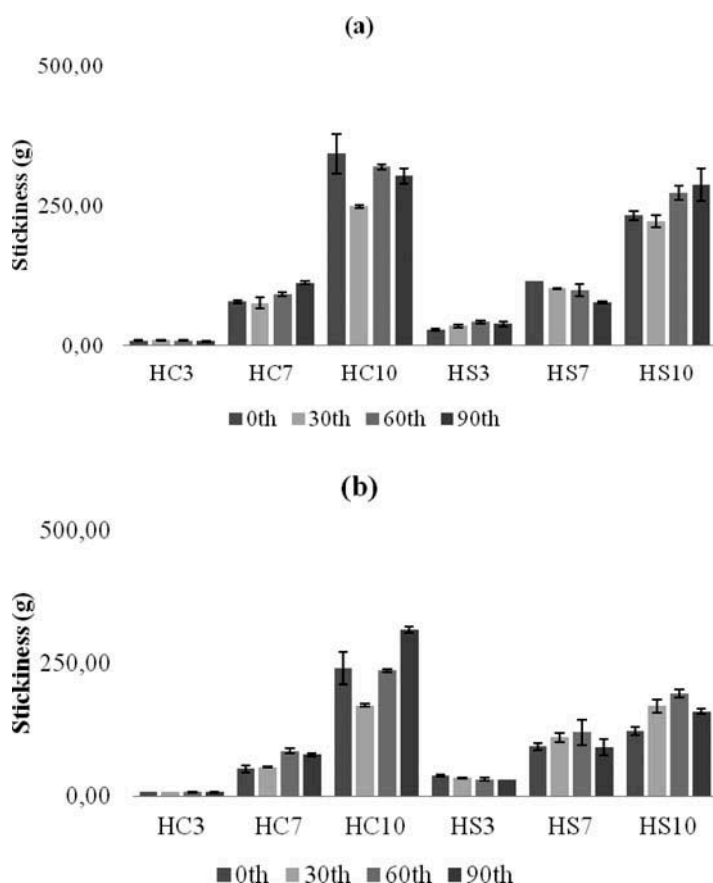 (a)
500,00
250,00
0,00
Stickiness (g)
HC3 HC7 HC10 HS3 HS7 HS10
0th 30th 60th 90th
(b)
500,00
250,00
0,00
Stickiness (g)
HC3 HC7 HC10 HS3 HS7 HS10
0th 30th 60th 90th